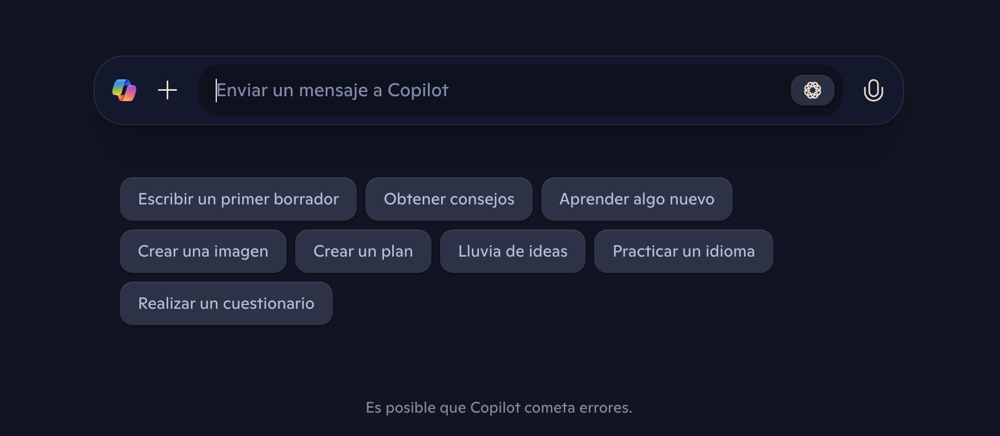 Enviar un mensaje a Copilot
Escribir un primer borrador
Obtener consejos
Aprender algo nuevo
Crear una imagen
Crear un plan
Lluvia de ideas
Practicar un idioma
Realizar un cuestionario
Es posible que Copilot cometa errores.